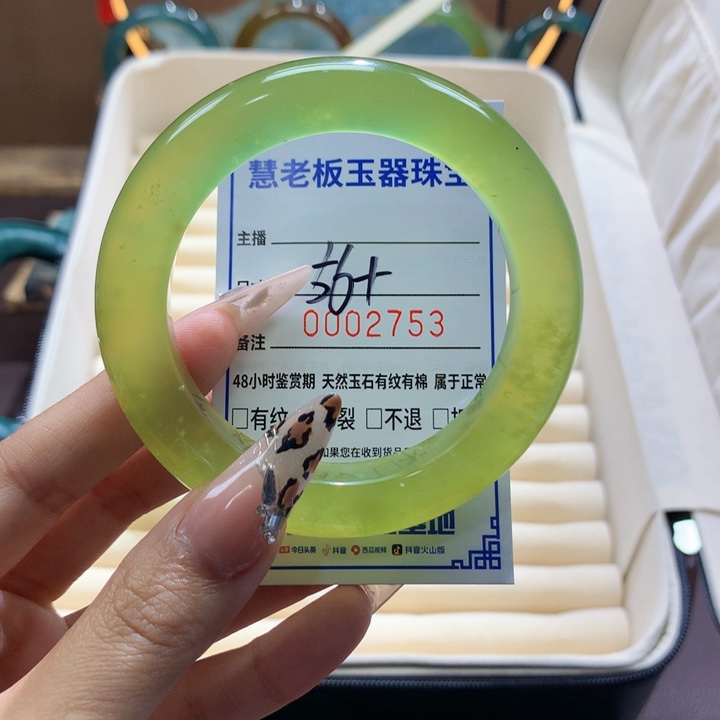 慧老板玉器珠宝
主播
56+
0002753
备注
48小时鉴赏期 天然玉石有纹有棉 属于正常
□有纹 裂 □不退 □
如果您在收到货品
今日头条 抖音 西瓜视频 抖音火山版